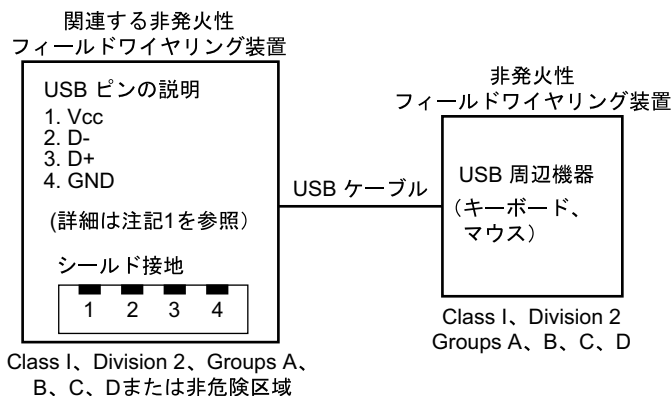 関連する非発火性
フィールドワイヤリング装置
USB ピンの説明
1. Vcc
2. D-
3. D+
4. GND
(詳細は注記1を参照)
シールド接地
1 2 3 4
Class I、Division 2、Groups A、
B、C、Dまたは非危険区域
USB ケーブル
非発火性
フィールドワイヤリング装置
USB 周辺機器
（キーボード、
マウス）
Class I、Division 2
Groups A、B、C、D